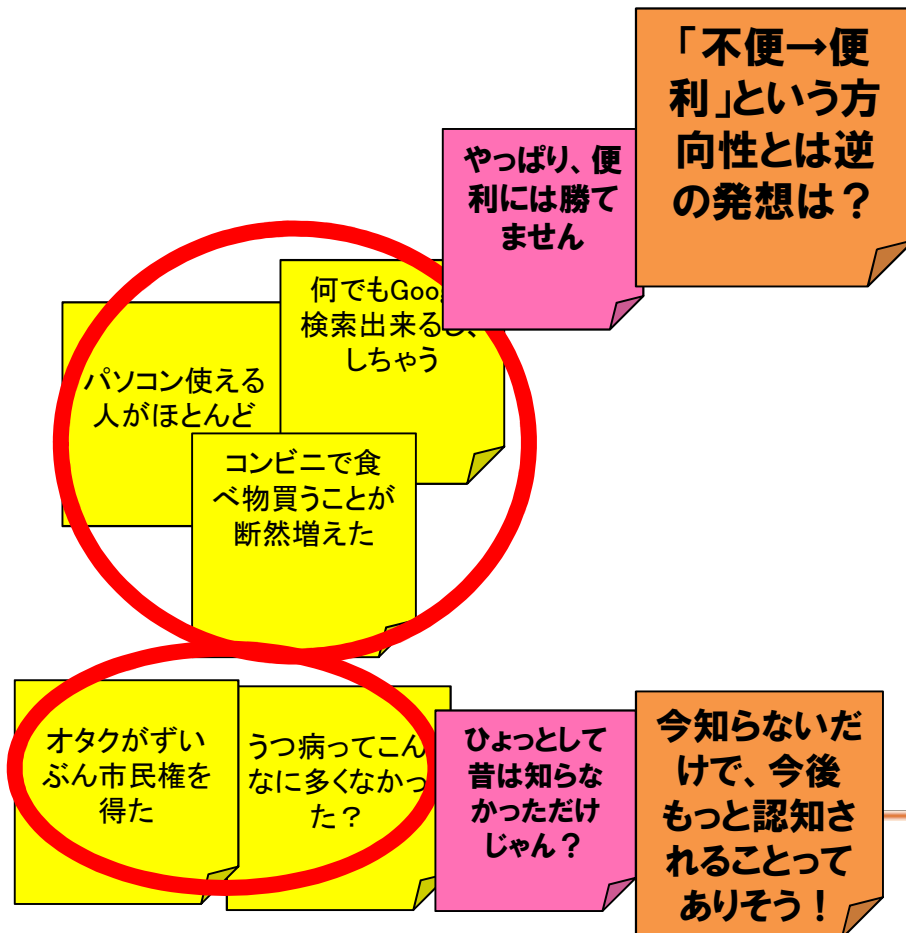 「不便→便
利」という方
向性とは逆
の発想は？
やっぱり、便
利には勝て
ません
何でもGoo
検索出来るし、
しちゃう
パソコン使える
人がほとんど
コンビニで食
べ物買うことが
断然増えた
オタクがずい
ぶん市民権を
得た
うつ病ってこん
なに多くなかっ
た？
ひょっとして
昔は知らな
かっただけ
じゃん？
今知らないだ
けで、今後
もっと認知さ
れることって
ありそう！